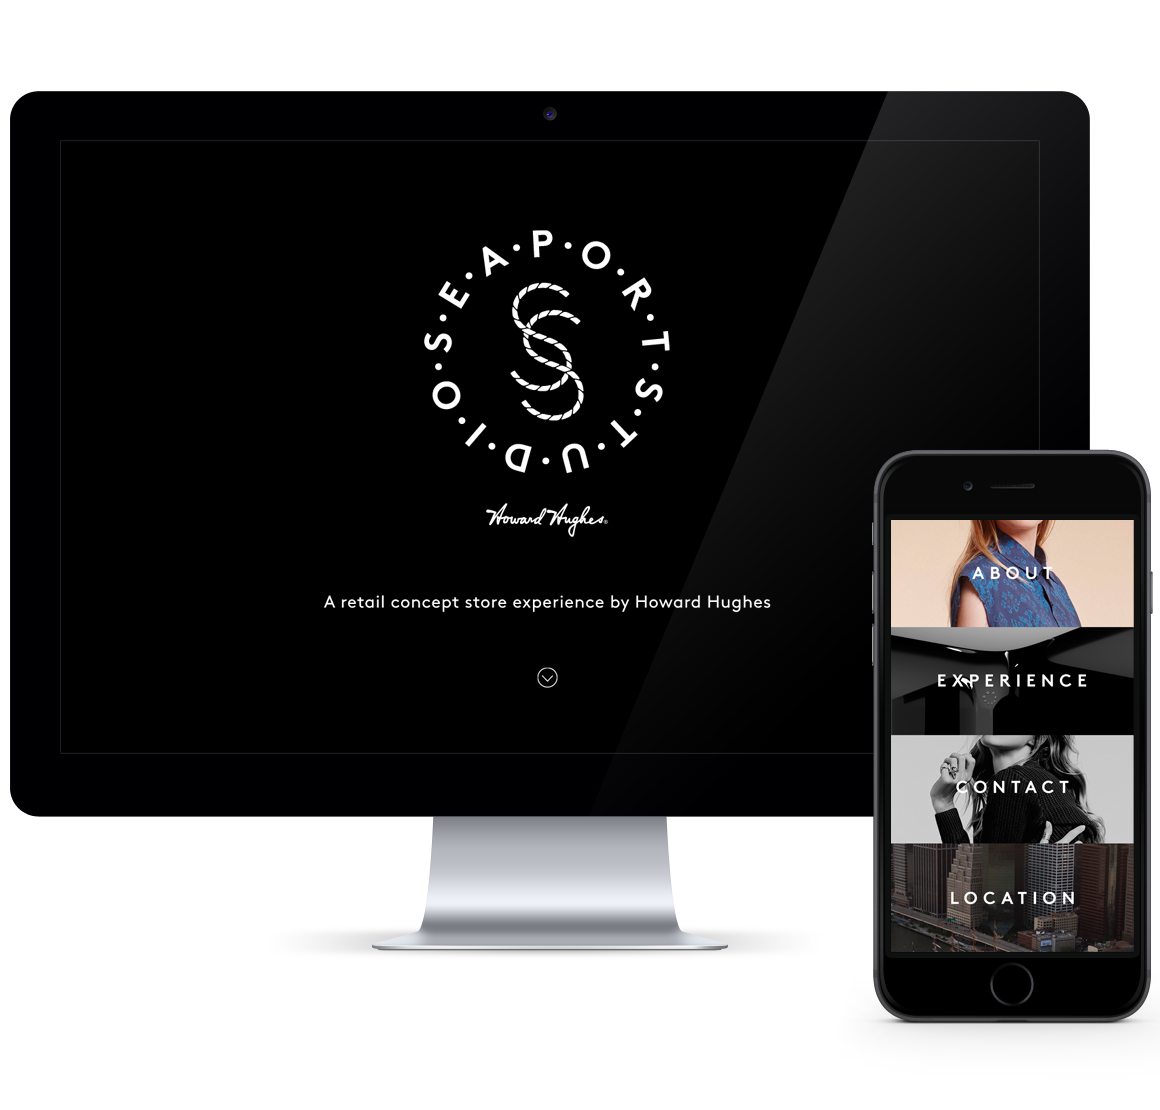 S·E·A·P·O·R·T·S·T·U·D·I·O·
Howard Hughes®
A retail concept store experience by Howard Hughes
ABOUT
EXPERIENCE
CONTACT
LOCATION